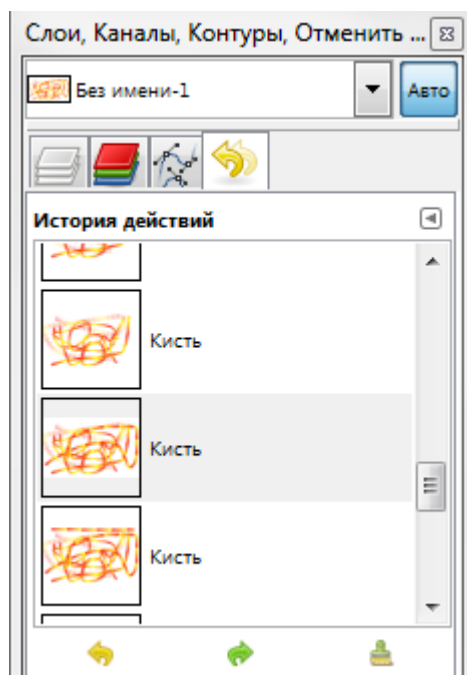 Слои, Каналы, Контуры, Отменить ...
Без имени-1
Авто
История действий
Кисть
Кисть
Кисть